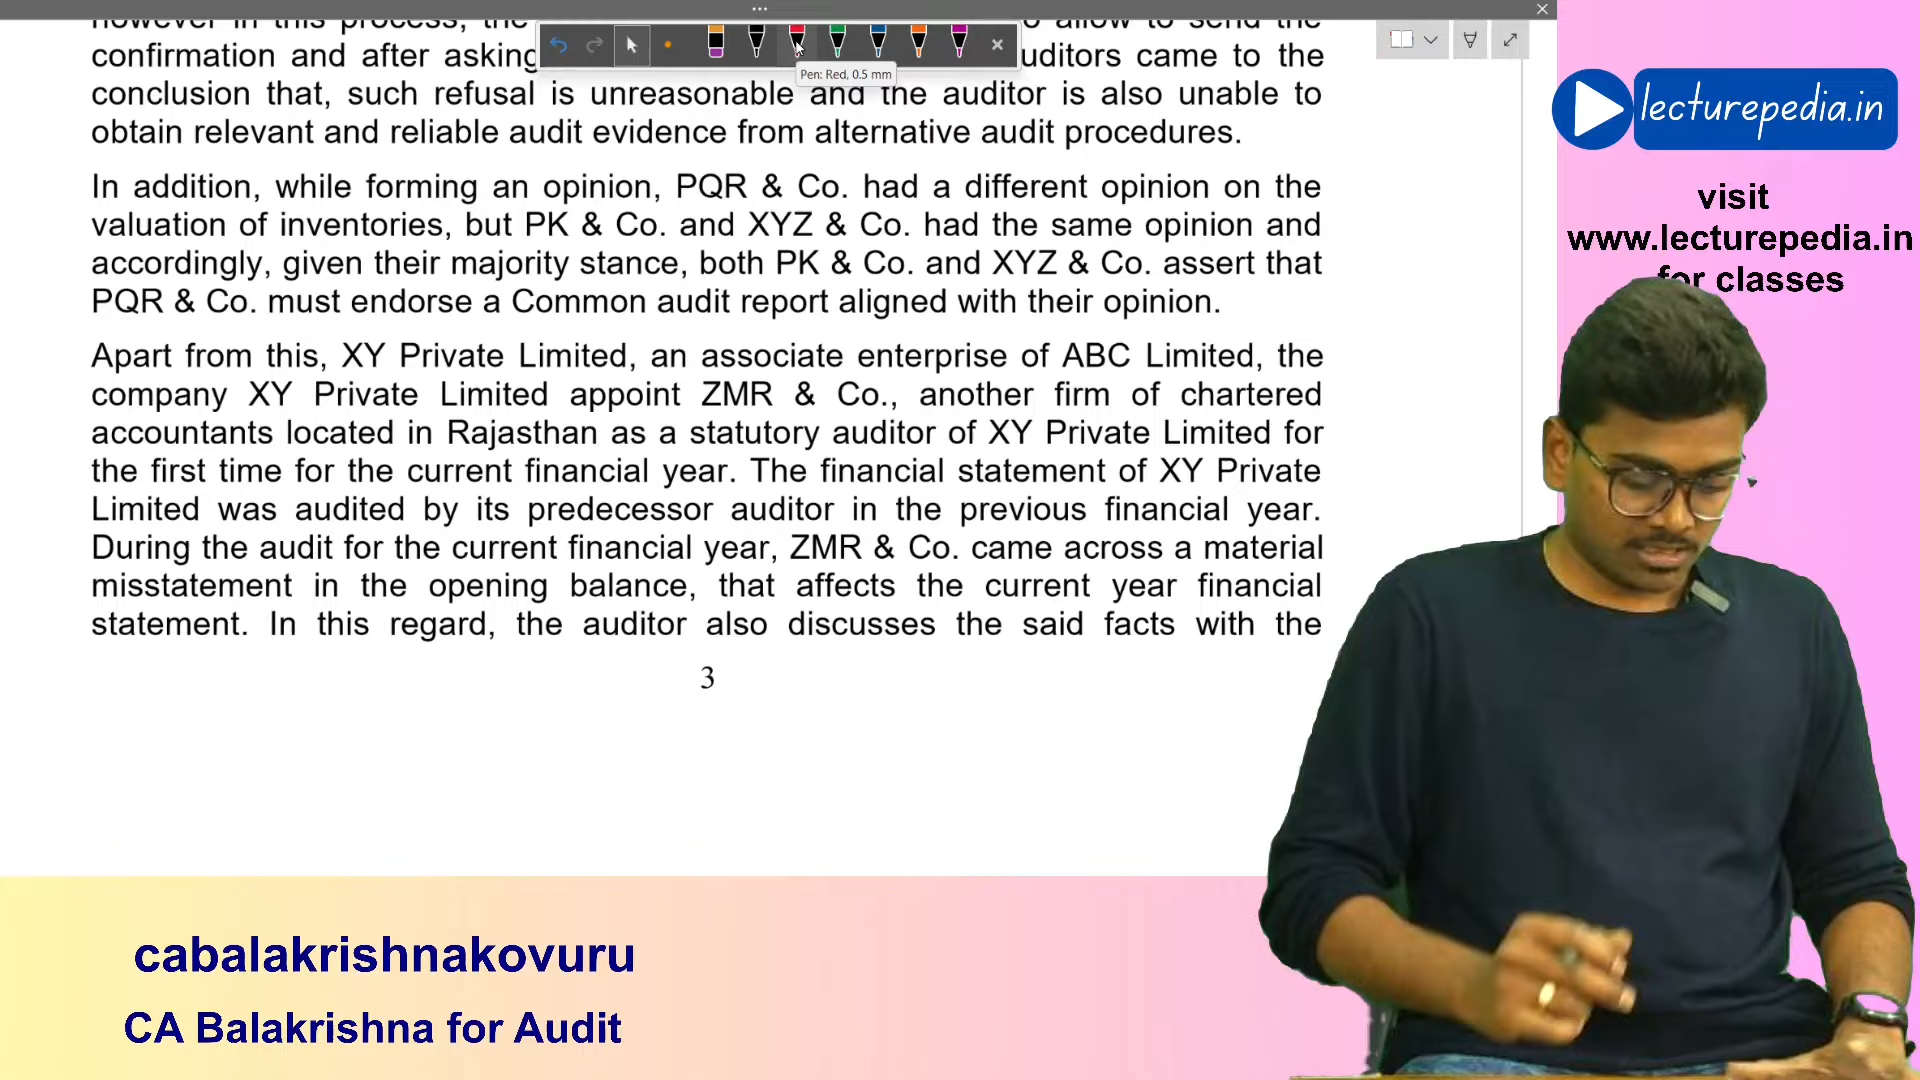 however in this process, the
o allow to send the
confirmation and after asking
uditors came to the
Pen: Red, 0.5 mm
conclusion that, such refusal is unreasonable and the auditor is also unable to
obtain relevant and reliable audit evidence from alternative audit procedures.
In addition, while forming an opinion, PQR & Co. had a different opinion on the
valuation of inventories, but PK & Co. and XYZ & Co. had the same opinion and
accordingly, given their majority stance, both PK & Co. and XYZ & Co. assert that
PQR & Co. must endorse a Common audit report aligned with their opinion.
Apart from this, XY Private Limited, an associate enterprise of ABC Limited, the
company XY Private Limited appoint ZMR & Co., another firm of chartered
accountants located in Rajasthan as a statutory auditor of XY Private Limited for
the first time for the current financial year. The financial statement of XY Private
Limited was audited by its predecessor auditor in the previous financial year.
During the audit for the current financial year, ZMR & Co. came across a material
misstatement in the opening balance, that affects the current year financial
statement. In this regard, the auditor also discusses the said facts with the
3
lecturepedia.in
visit
www.lecturepedia.in
for classes
cabalakrishnakovuru
CA Balakrishna for Audit